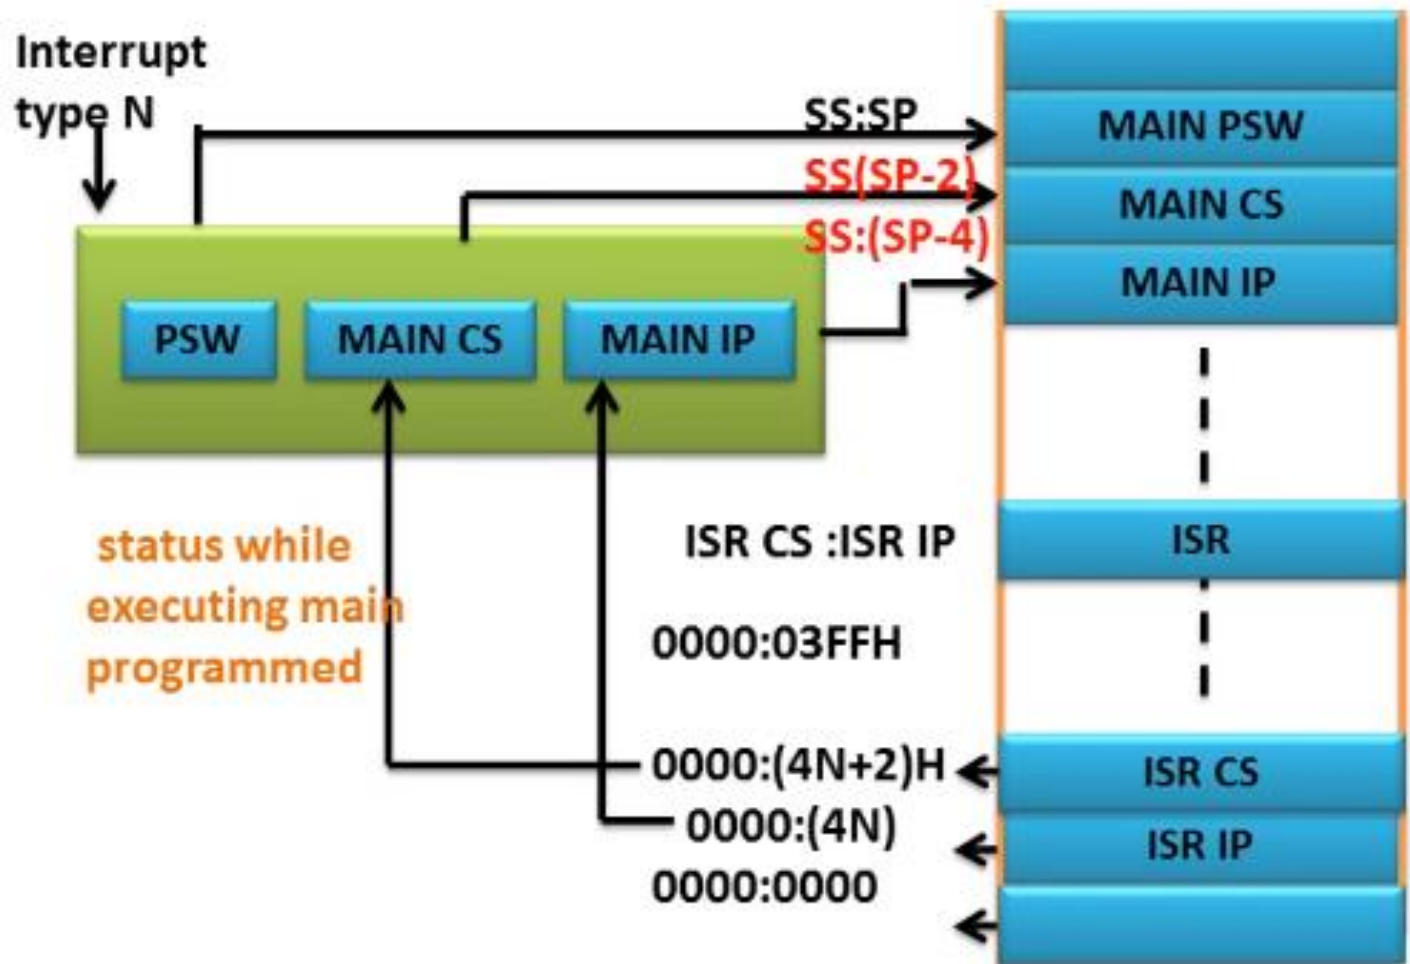 Interrupt
type N
SS:SP
MAIN PSW
SS(SP-2)
MAIN CS
SS:(SP-4)
MAIN IP
PSW
MAIN CS
MAIN IP
status while
executing main
programmed
ISR CS :ISR IP
ISR
0000:03FFH
0000:(4N+2)H
ISR CS
0000:(4N)
ISR IP
0000:0000